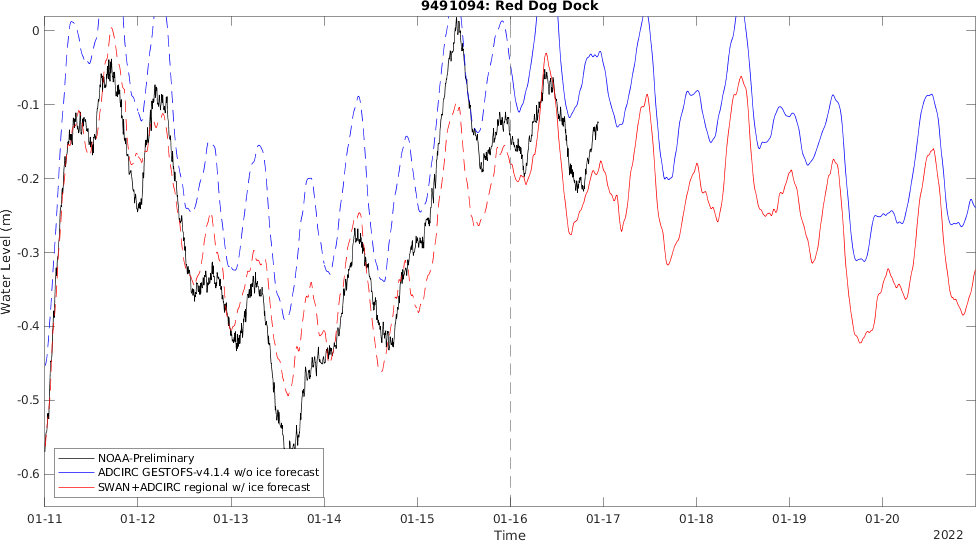 9491094: Red Dog Dock
0
-0.1
-0.2
-0.3
-0.4
-0.5
-0.6
Water Level (m)
NOAA-Preliminary
ADCIRC GESTOFS-v4.1.4 w/o ice forecast
SWAN+ADCIRC regional w/ ice forecast
01-11 01-12 01-13 01-14 01-15 01-16 01-17 01-18 01-19 01-20
Time
2022